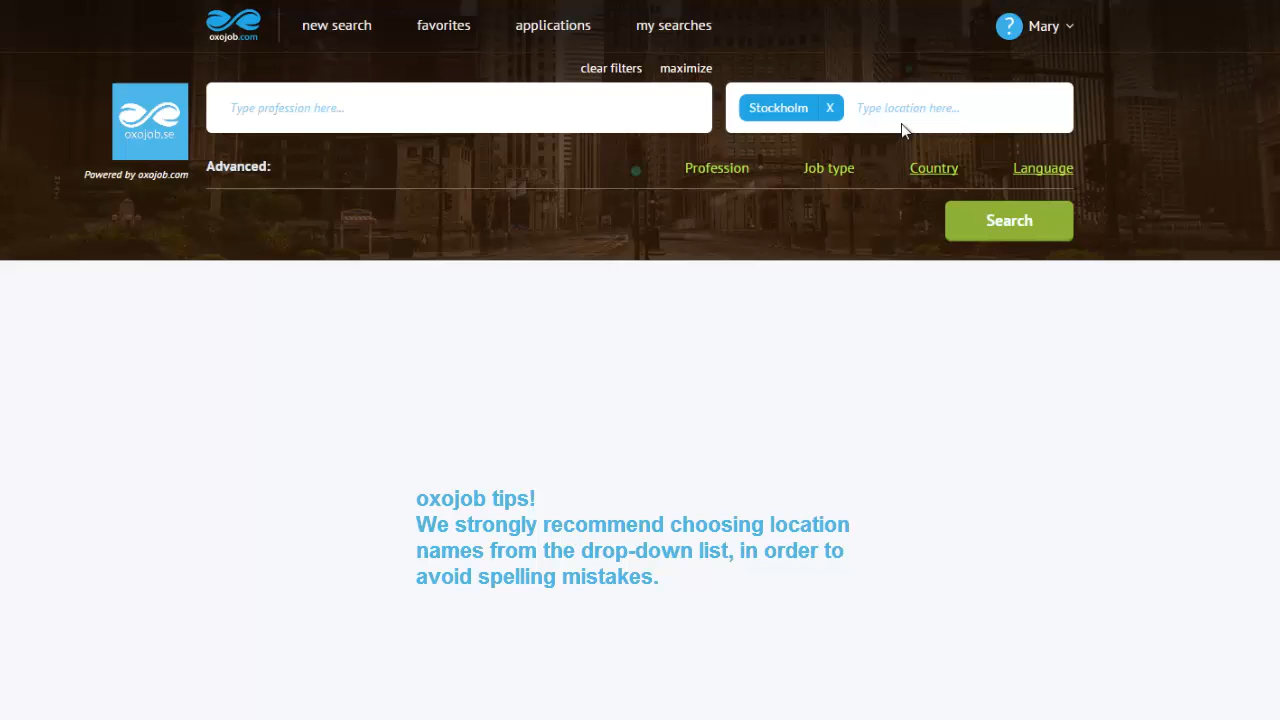 oxojob.com
new search
favorites
applications
my searches
? Mary
clear filters
maximize
oxojob.se
Type profession here...
Stockholm X Type location here...
Powered by oxojob.com
Advanced:
Profession
Job type
Country
Language
Search
oxojob tips!
We strongly recommend choosing location
names from the drop-down list, in order to
avoid spelling mistakes.